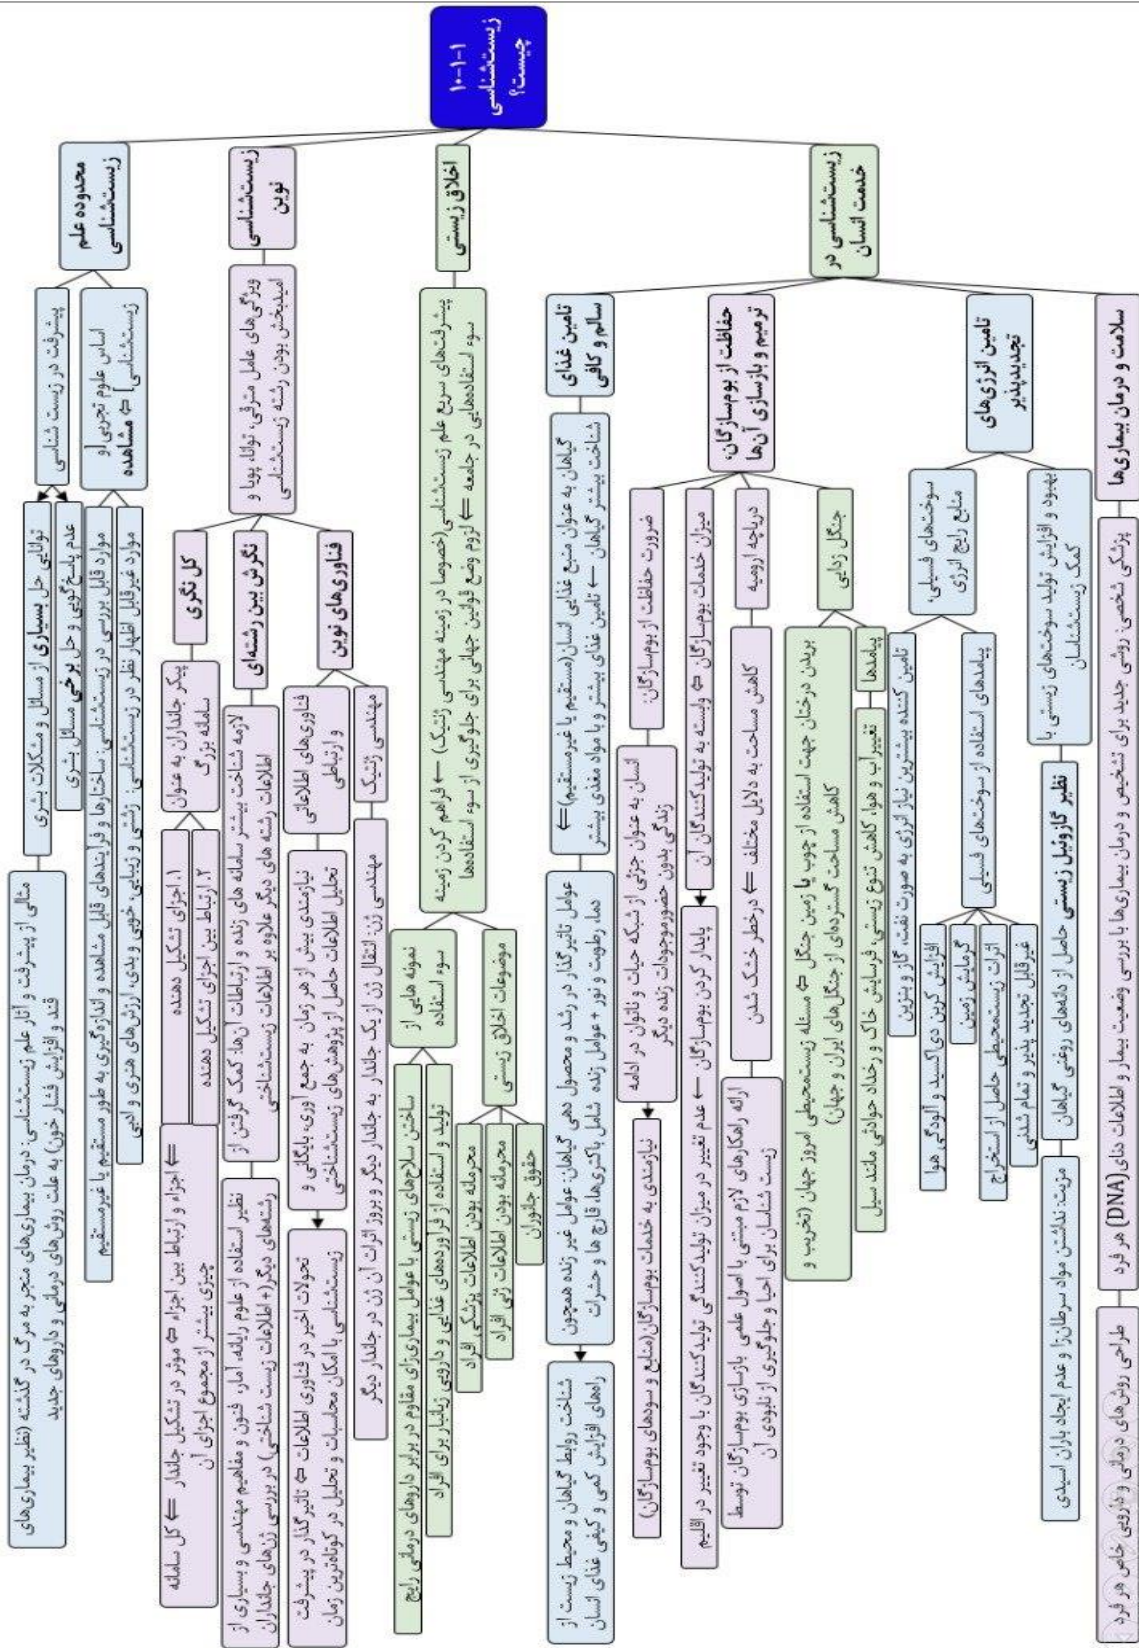 ۱-۱-۱۰
زیست‌شناسی
چیست؟
زیست‌شناسی در
خدمت انسان
سلامت و درمان بیماری‌ها
پزشکی شخصی: روشی جدید برای تشخیص و درمان بیماری‌ها با بررسی وضعیت بیمار و اطلاعات دنای(DNA) هر فرد
طراحی روش‌های درمانی و دارویی خاص هر فرد
تامین انرژی‌های
تجدیدپذیر
بهبود و افزایش تولید سوخت‌های زیستی با
کمک زیست‌شناسان
نظیر گازوئیل زیستی حاصل از دانه‌های روغنی گیاهان
مزیت: نداشتن مواد سرطان‌زا و عدم ایجاد باران اسیدی
سوخت‌های فسیلی،
منابع رایج انرژی
پیامدهای استفاده از سوخت‌های فسیلی
غیرقابل تجدید پذیر و تمام شدنی
اثرات زیست‌محیطی حاصل از استخراج
گرمایش زمین
افزایش کربن دی‌اکسید و آلودگی هوا
تامین کننده بیشترین نیاز انرژی به صورت نفت، گاز و بنزین
حفاظت از بوم‌سازگان،
ترمیم و بازسازی آن‌ها
جنگل زدایی
پیامدها
تغییرآب و هوا، کاهش تنوع زیستی، فرسایش خاک و رخداد حوادثی مانند سیل
بریدن درختان جهت استفاده از چوب یا زمین جنگل ⇦ مسئله زیست‌محیطی امروز جهان (تخریب و
کاهش مساحت گسترده‌ای از جنگل‌های ایران و جهان)
دریاچه ارومیه
کاهش مساحت به دلایل مختلف ⟸ درخطر خشک شدن
ارائه راهکارهای لازم مبتنی با اصول علمی بازسازی بوم‌سازگان توسط
زیست شناسان برای احیا و جلوگیری از نابودی آن
میزان خدمات بوم‌سازگان ⇦ وابسته به تولیدکنندگان آن
پایدار کردن بوم‌سازگان ⟵ عدم تغییر در میزان تولیدکنندگی تولیدکنندگان با وجود تغییر در اقلیم
ضرورت حفاظت از بوم‌سازگان:
انسان به عنوان جزئی از شبکه حیات و ناتوان در ادامه
زندگی بدون حضورموجودات زنده دیگر
نیازمندی به خدمات بوم‌سازگان(منابع و سودهای بوم‌سازگان)
تامین غذای
سالم و کافی
گیاهان به عنوان منبع غذایی انسان(مستقیم یا غیرمستقیم)⟸
شناخت بیشتر گیاهان ⟵ تامین غذای بیشتر و با مواد مغذی بیشتر
عوامل تاثیرگذار در رشد و محصول دهی گیاهان: عوامل غیر زنده همچون
دما، رطوبت و نور +عوامل زنده شامل باکتری‌ها، قارچ ها و حشرات
شناخت روابط گیاهان و محیط زیست از
راه‌های افزایش کمی و کیفی غذای انسان
اخلاق زیستی
پیشرفت‌های سریع علم زیست‌شناسی(خصوصا در زمینه مهندسی ژنتیک) ⟵ فراهم کردن زمینه
سوء استفاده‌هایی در جامعه ⟸ لزوم وضع قوانین جهانی برای جلوگیری از سوء استفاده‌ها
موضوعات اخلاق زیستی
حقوق جانوران
محرمانه بودن اطلاعات ژنی افراد
محرمانه بودن اطلاعات پزشکی افراد
نمونه هایی از
سوء استفاده
تولید و استفاده از فرآورده‌های غذایی و دارویی زیانبار برای افراد
ساختن سلاح‌های زیستی با عوامل بیماری‌زای مقاوم در برابر داروهای درمانی رایج
زیست‌شناسی
نوین
ویژگی‌های عامل مترقی، توانا، پویا و
امیدبخش بودن رشته زیست‌شناسی
فناوری‌های نوین
مهندسی ژنتیک
مهندسی ژن: انتقال ژن از یک جاندار به جاندار دیگر و بروز اثرات آن ژن در جاندار دیگر
فناوری‌های اطلاعاتی
و ارتباطی
نیازمندی بیش از هر زمان به جمع آوری، بایگانی و
تحلیل اطلاعات حاصل از پژوهش‌های زیست‌شناختی
تحولات اخیر در فناوری اطلاعات ⇦ تاثیرگذار در پیشرفت
زیست‌شناسی با امکان محاسبات و تحلیل در کوتاه‌ترین زمان
نگرش بین رشته‌ای
لازمه شناخت بیشتر سامانه های زنده و ارتباطات آن‌ها: کمک گرفتن از
اطلاعات رشته های دیگر علاوه بر اطلاعات زیست‌شناختی
نظیر استفاده از علوم رایانه، آمار، فنون و مفاهیم مهندسی و بسیاری از
رشته‌های دیگر(+ اطلاعات زیست شناختی) در بررسی ژن‌های جانداران
کل نگری
پیکر جانداران به عنوان
سامانه بزرگ
۱. اجزای تشکیل دهنده
۲. ارتباط بین اجزای تشکیل دهنده
⟸ اجزاء و ارتباط بین اجزاء ⇦ موثر در تشکیل جاندار ⟸ کل سامانه
چیزی بیشتر از مجموع اجزای آن
محدوده علم
زیست‌شناسی
اساس علوم تجربی[و
زیست‌شناسی] ⇦ مشاهده
موارد غیرقابل اظهار نظر در زیست‌شناسی: زشتی و زیبایی، خوبی و بدی، ارزش‌های هنری و ادبی
موارد قابل بررسی در زیست‌شناسی: ساختارها و فرایندهای قابل مشاهده و اندازه‌گیری به طور مستقیم یا غیرمستقیم
پیشرفت در زیست شناسی
عدم پاسخ‌گویی و حل برخی مسائل بشری
توانایی حل بسیاری از مسائل و مشکلات بشری
مثالی از پیشرفت و آثار علم زیست‌شناسی: درمان بیماری‌های منجر به مرگ در گذشته (نظیر بیماری‌های
قند و افزایش فشار خون) به علت روش‌های درمانی و داروهای جدید